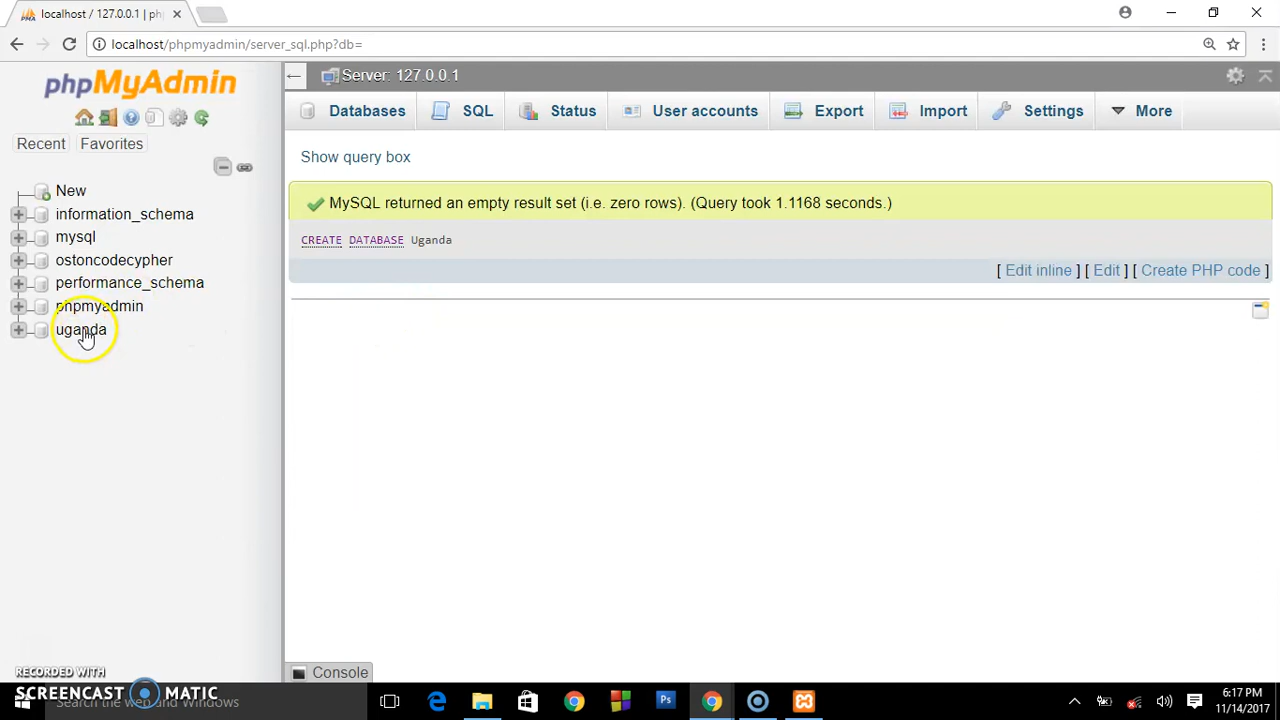 localhost / 127.0.0.1 | ph
localhost/phpmyadmin/server_sql.php?db=
phpMyAdmin
Recent Favorites
New
information_schema
mysql
ostoncodecypher
performance_schema
phpmyadmin
uganda
Server: 127.0.0.1
Databases SQL Status User accounts Export Import Settings More
Show query box
MySQL returned an empty result set (i.e. zero rows). (Query took 1.1168 seconds.)
CREATE DATABASE Uganda
[ Edit inline ] [ Edit ] [ Create PHP code ]
Console
RECORDED WITH
SCREENCAST MATIC
Search the web and Windows
6:17 PM
11/14/2017